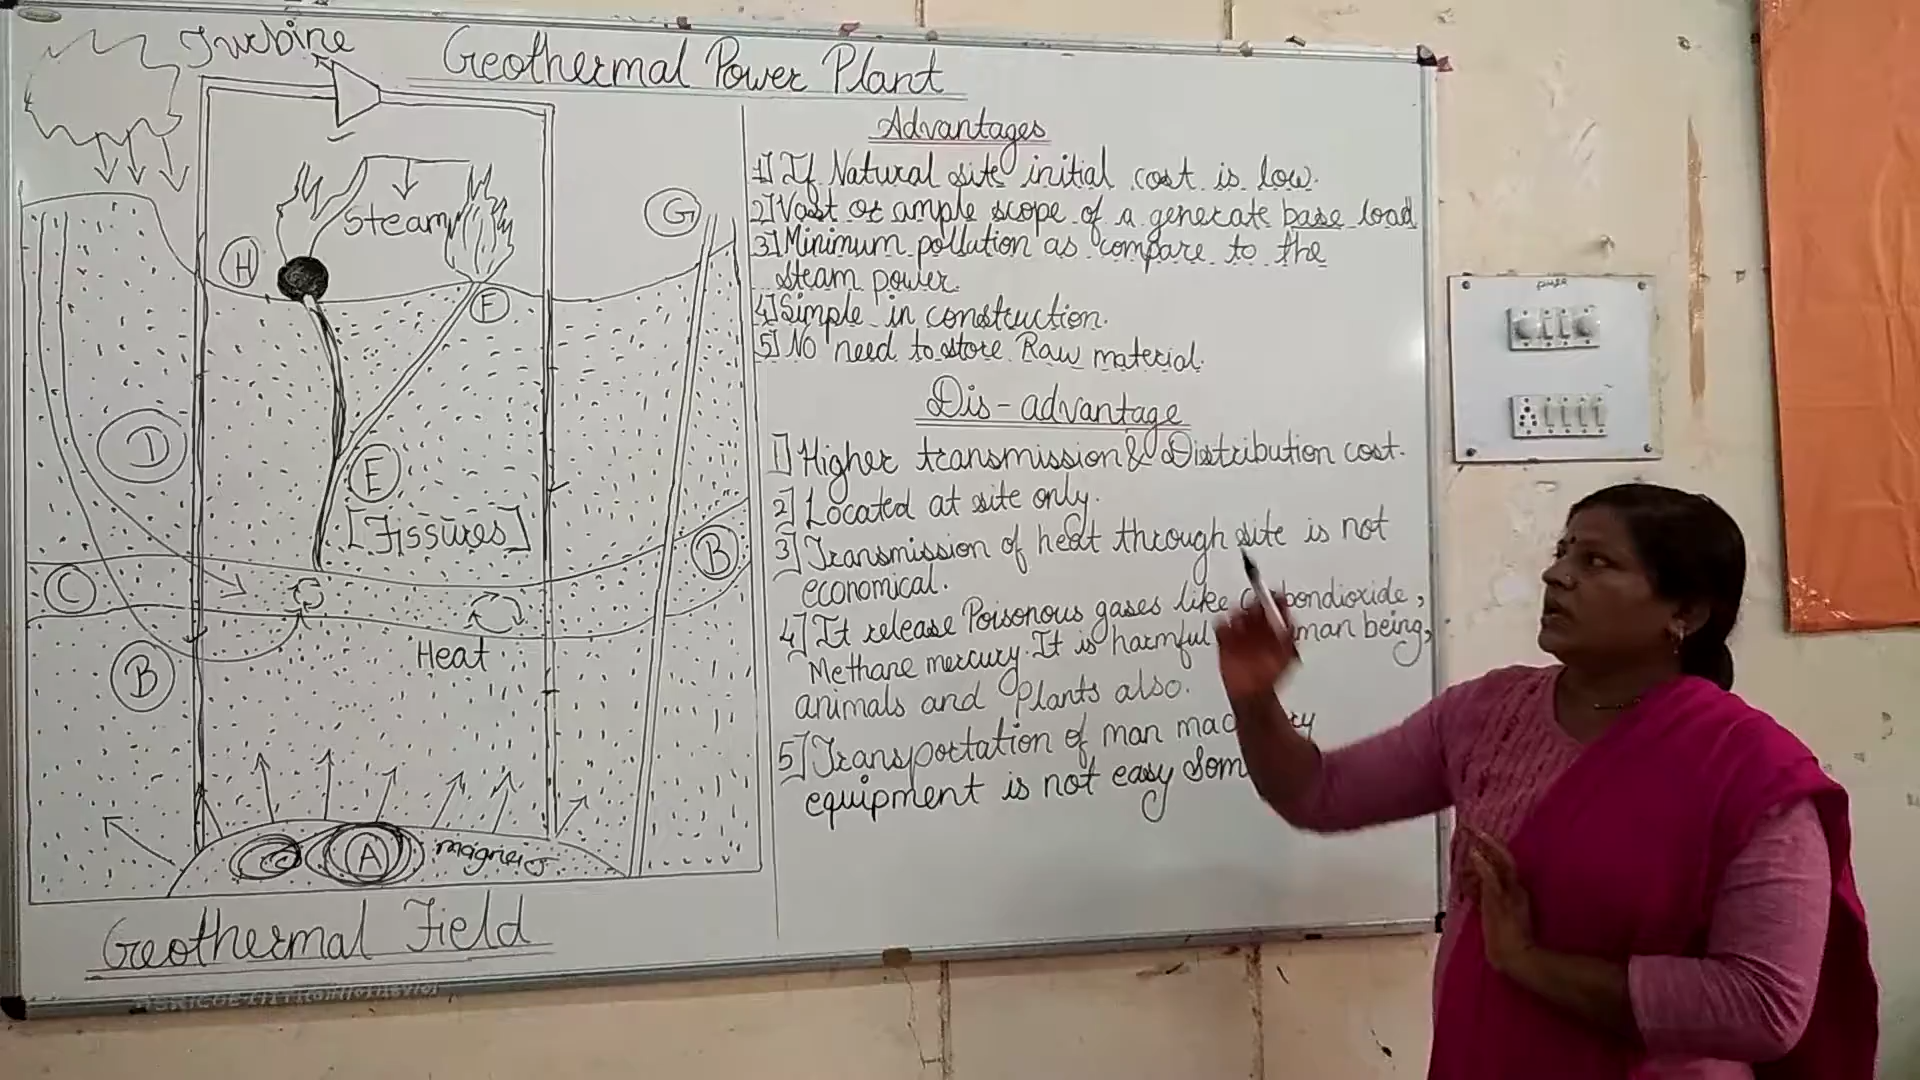 Turbine
Geothermal Power Plant
Steam
H
F
G
D
E
[Fissures]
C
B
B
Heat
A
Geothermal Field
Advantages
1] If Natural site initial cost is low.
2] Vast or ample scope of a generate base load
3] Minimum pollution as compare to the
steam power.
4] Simple in construction.
5] No need to store Raw material.
Dis-advantage
1] Higher transmission & Distribution cost.
2] Located at site only.
3] Transmission of heat through site is not
economical.
4] It release Poisonous gases like Carbondioxide,
Methane mercury. It is harmful being,
animals and Plants also.
5] Transportation of man
equipment is not easy